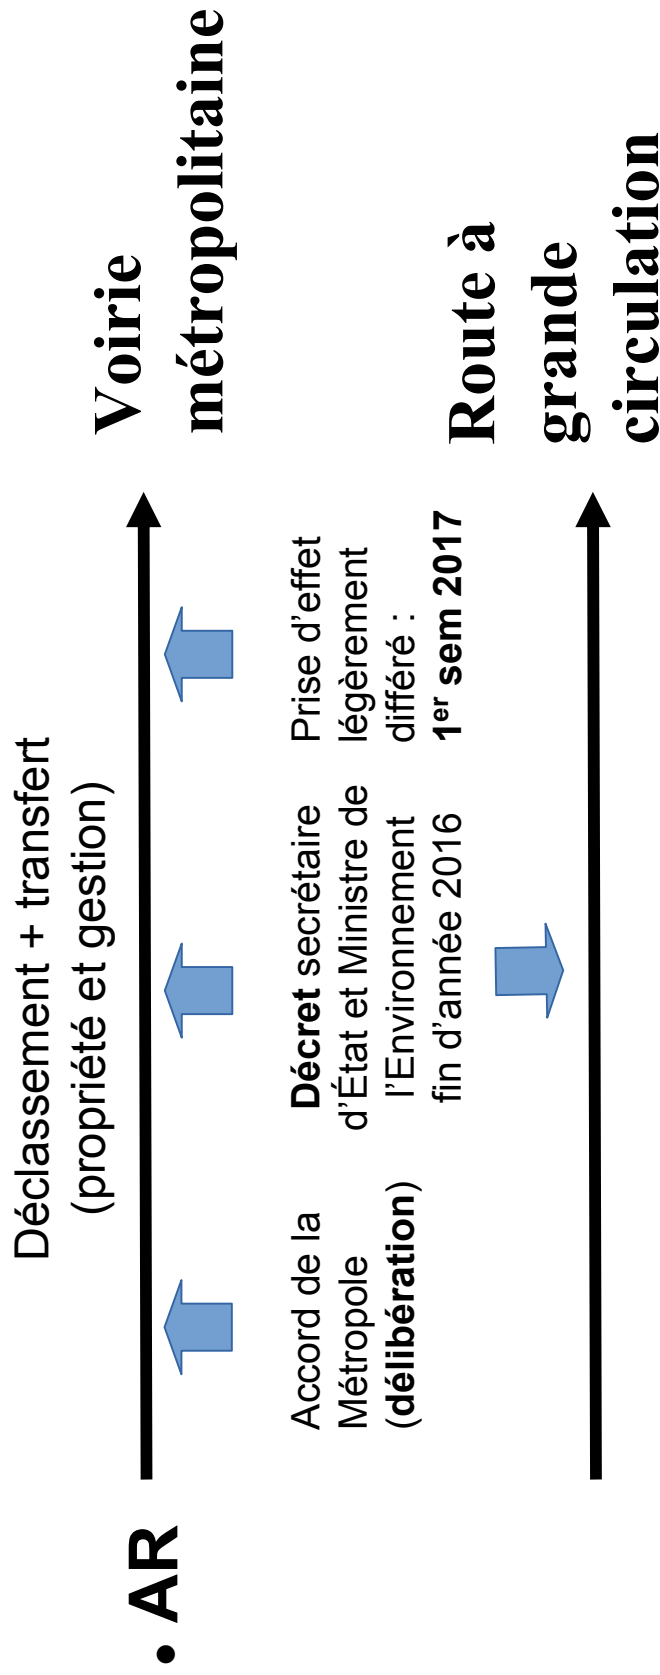 Déclassement + transfert
(propriété et gestion)
• AR
Voirie
métropolitaine
Accord de la
Métropole
(délibération)
Décret secrétaire
d’État et Ministre de
l’Environnement
fin d’année 2016
Prise d’effet
légèrement
différé :
1er sem 2017
Route à
grande
circulation